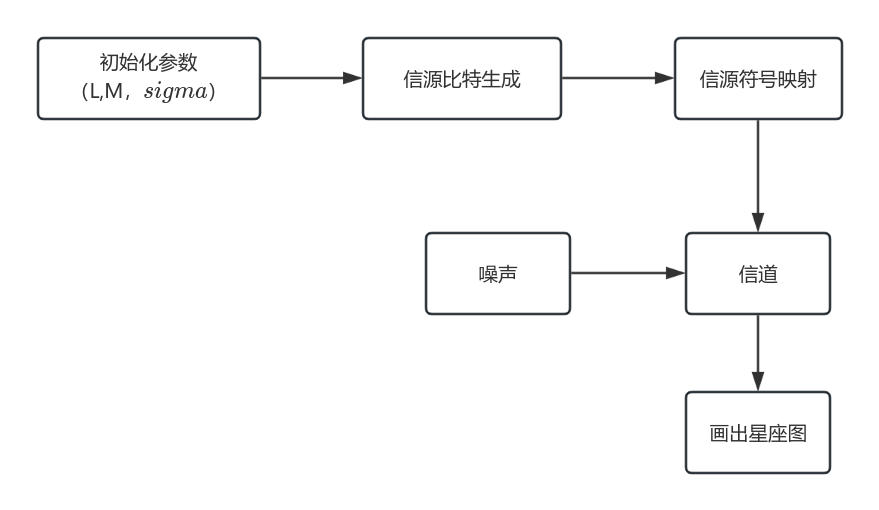 初始化参数
（L,M，sigma）
信源比特生成
信源符号映射
噪声
信道
画出星座图